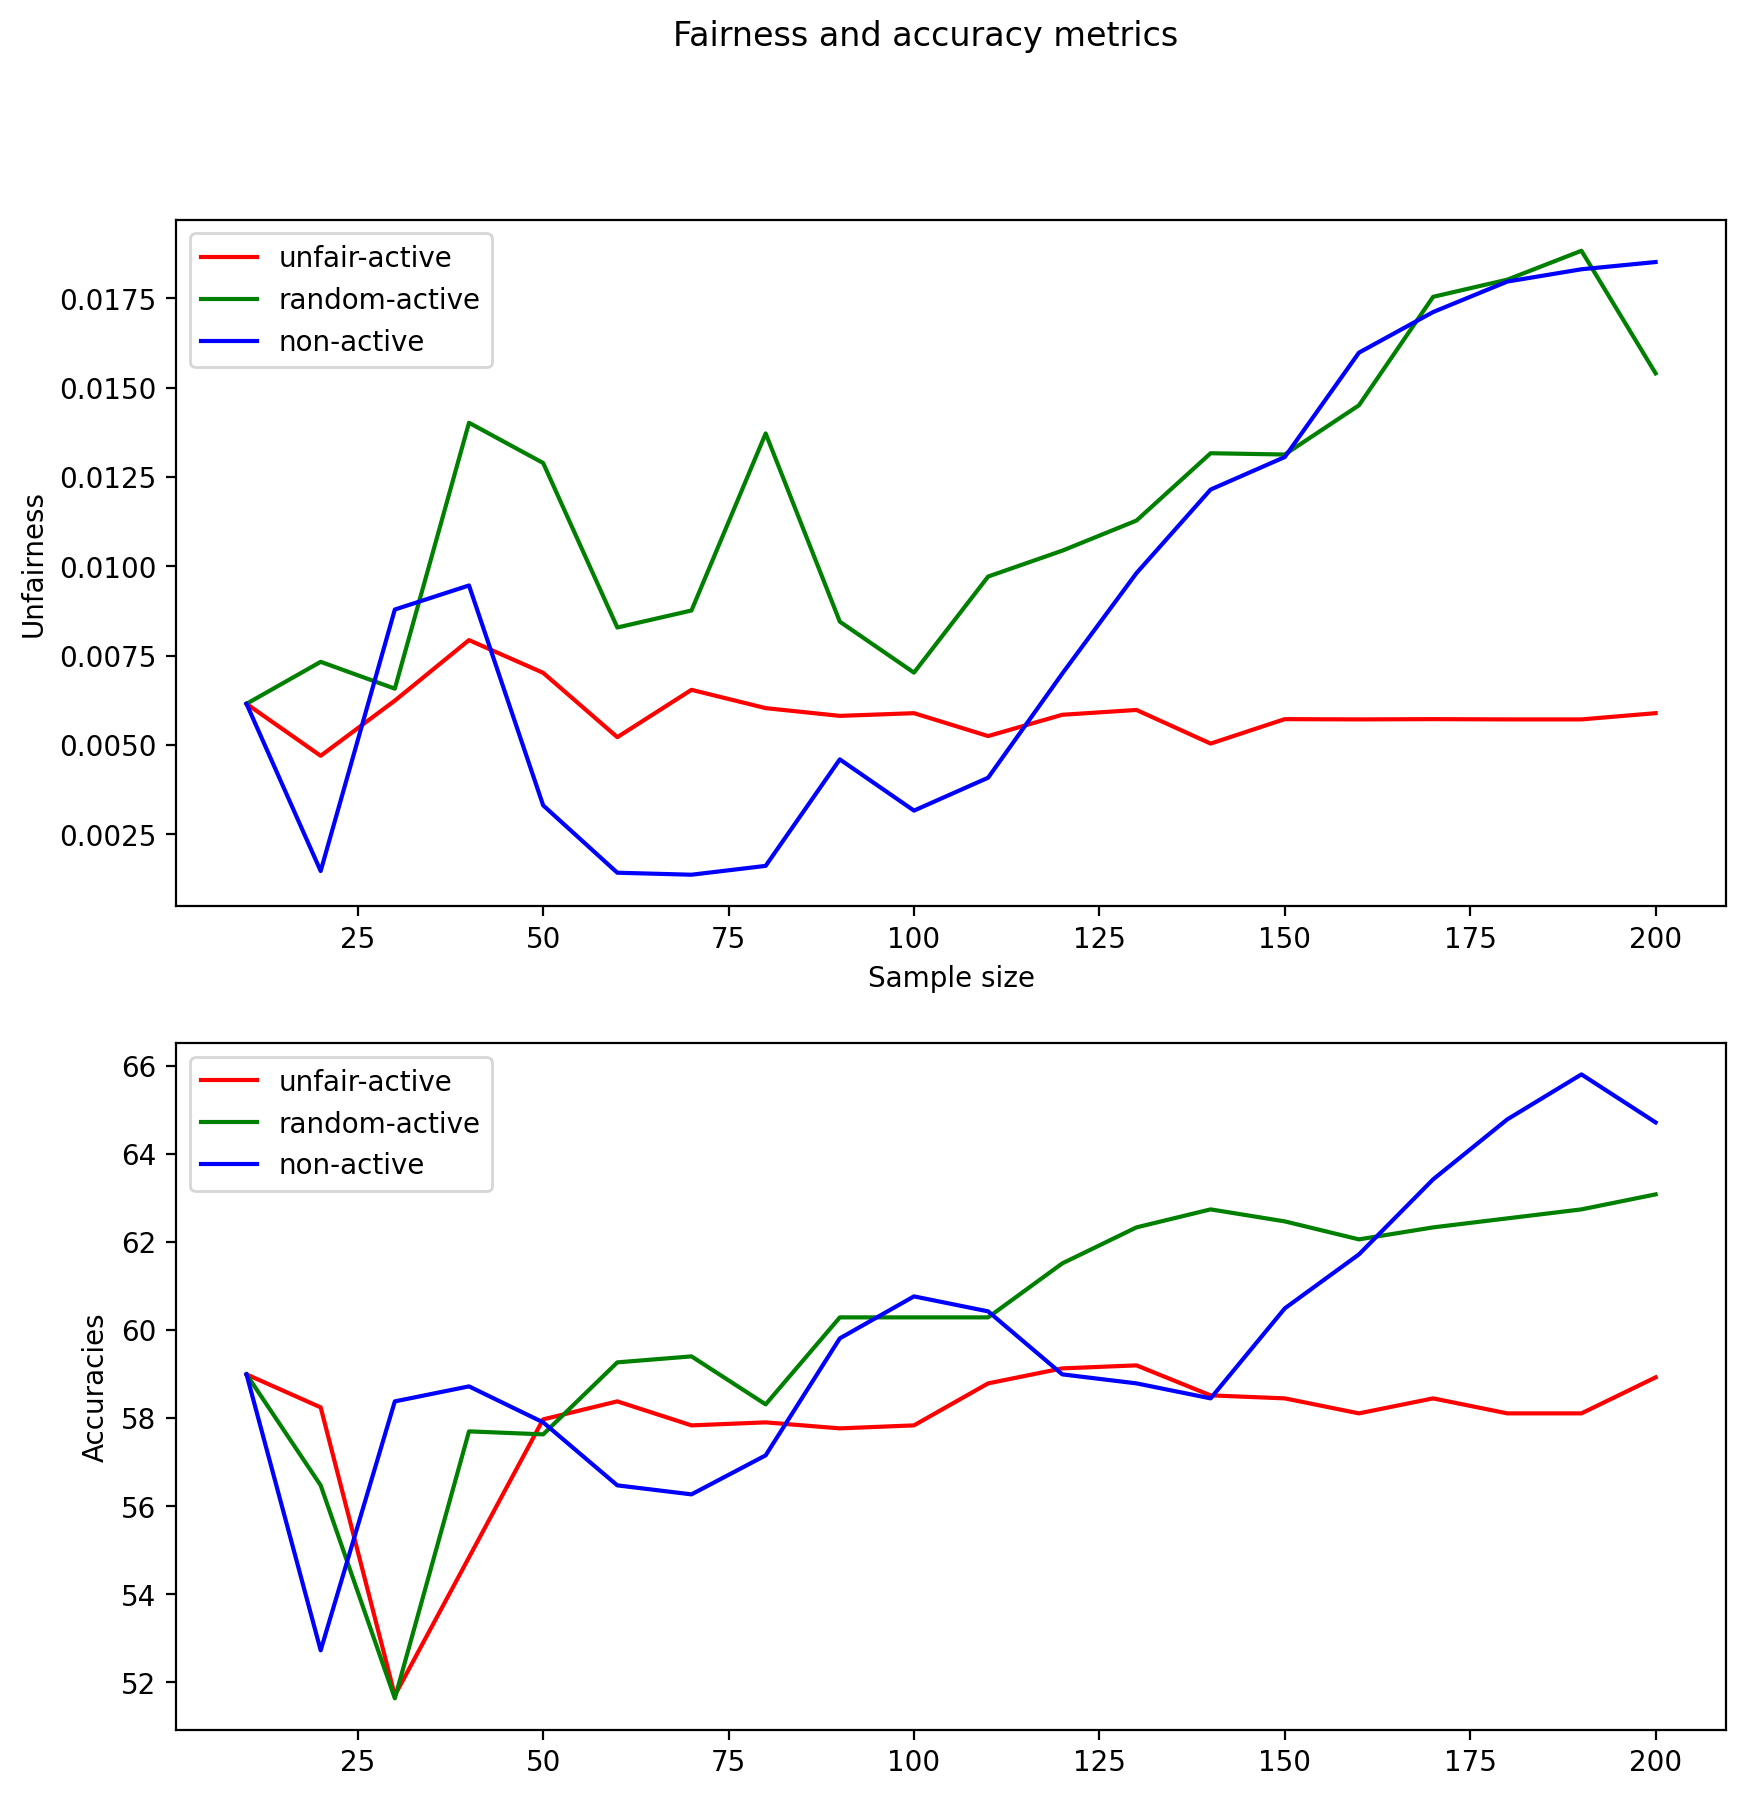 Fairness and accuracy metrics
unfair-active
random-active
non-active
0.0175
0.0150
0.0125
0.0100
0.0075
0.0050
0.0025
Unfairness
25 50 75 100 125 150 175 200
Sample size
unfair-active
random-active
non-active
66
64
62
60
58
56
54
52
Accuracies
25 50 75 100 125 150 175 200